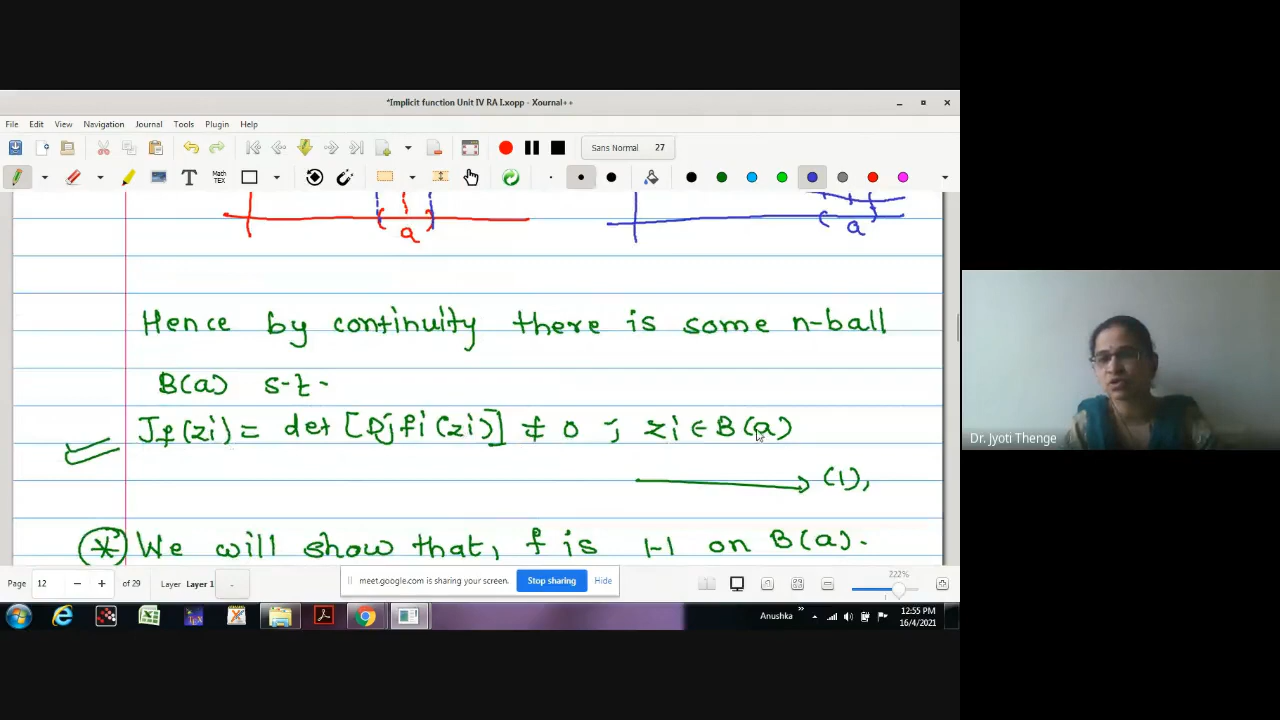 *Implicit function Unit IV RA I.xopp - Xournal++
File Edit View Navigation Journal Tools Plugin Help
Sans Normal 27
T Math TEX
a a
Hence by continuity there is some n-ball
B(a) s.t.
Jf(zi) = det [Djfi(zi)] ≠ 0 ; zi ∈ B(a)
(1),
* We will show that, f is 1-1 on B(a).
Dr. Jyoti Thenge
Page 12 of 29 Layer Layer 1
meet.google.com is sharing your screen. Stop sharing Hide
222%
Anushka
12:55 PM
16/4/2021